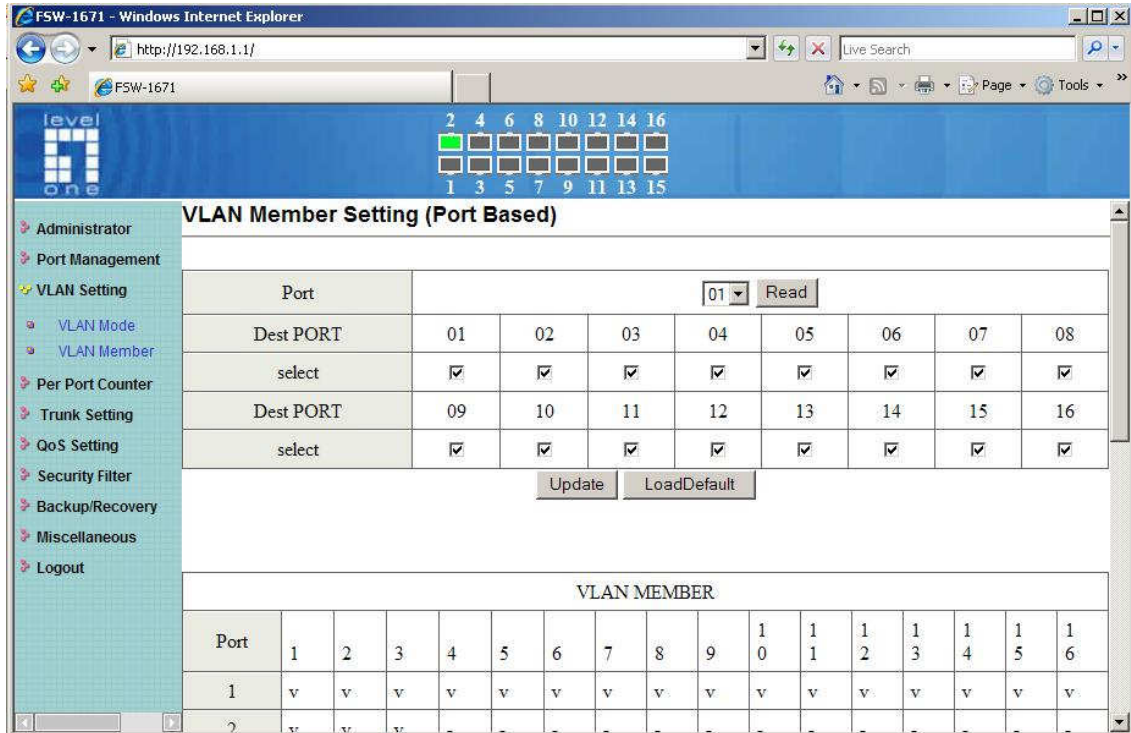 FSW-1671 - Windows Internet Explorer
http://192.168.1.1/
Live Search
FSW-1671
Page
Tools
level
one
2 4 6 8 10 12 14 16
1 3 5 7 9 11 13 15
Administrator
Port Management
VLAN Setting
VLAN Mode
VLAN Member
Per Port Counter
Trunk Setting
QoS Setting
Security Filter
Backup/Recovery
Miscellaneous
Logout
VLAN Member Setting (Port Based)
Port 01 Read
Dest PORT 01 02 03 04 05 06 07 08
select
Dest PORT 09 10 11 12 13 14 15 16
select
Update LoadDefault
VLAN MEMBER
Port 1 2 3 4 5 6 7 8 9 10 11 12 13 14 15 16
1 v v v v v v v v v v v v v v v v
2 v v v - - - - - - - - - - - - -